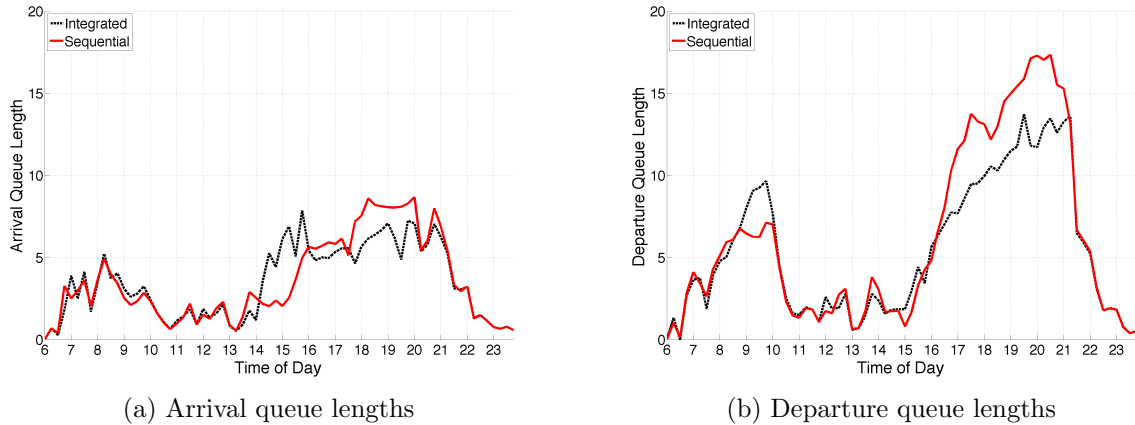 20
15
10
5
0
Arrival Queue Length
Integrated
Sequential
6 7 8 9 10 11 12 13 14 15 16 17 18 19 20 21 22 23
Time of Day
(a) Arrival queue lengths
20
15
10
5
0
Departure Queue Length
Integrated
Sequential
6 7 8 9 10 11 12 13 14 15 16 17 18 19 20 21 22 23
Time of Day
(b) Departure queue lengths